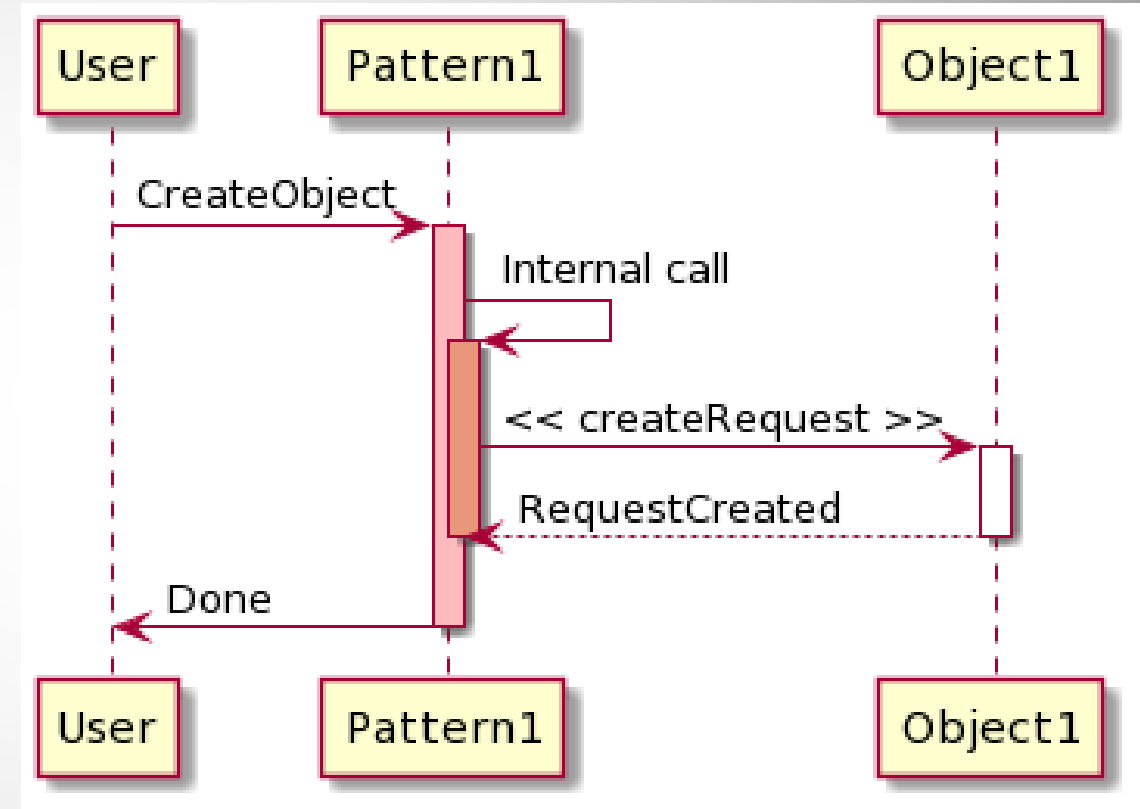 User
Pattern1
Object1
CreateObject
Internal call
<< createRequest >>
RequestCreated
Done
User
Pattern1
Object1